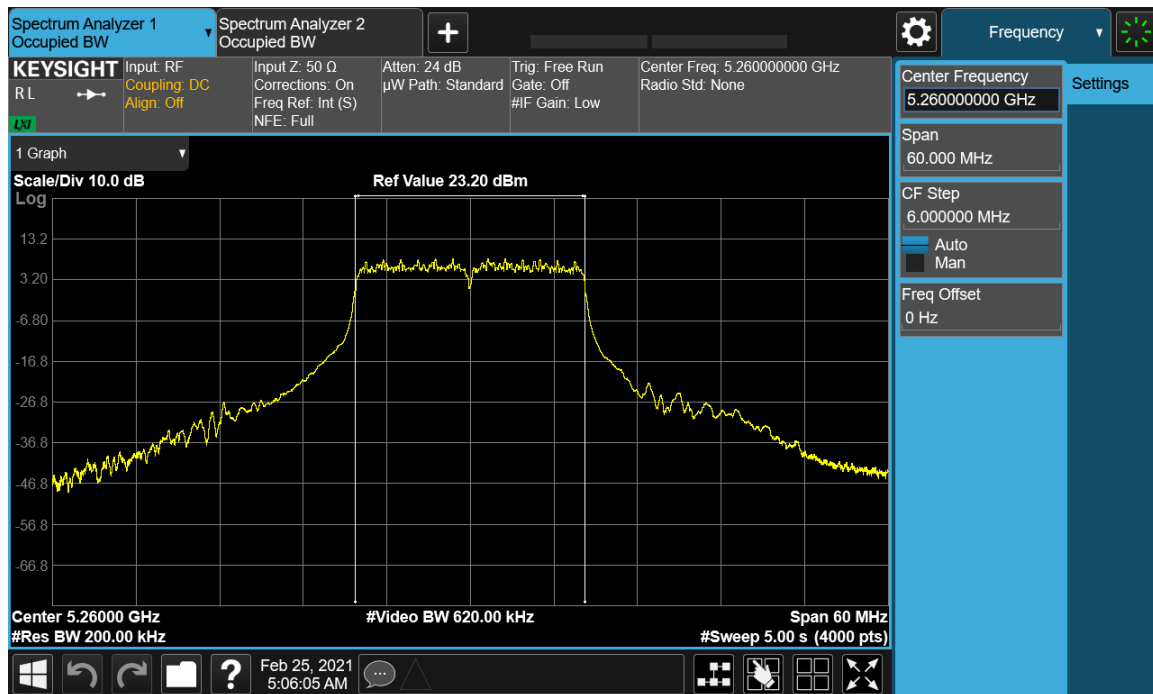 Spectrum Analyzer 1
Occupied BW
Spectrum Analyzer 2
Occupied BW
+
Frequency
KEYSIGHT
RL
LXI
Input: RF
Coupling: DC
Align: Off
Input Z: 50 Ω
Corrections: On
Freq Ref: Int (S)
NFE: Full
Atten: 24 dB
µW Path: Standard
Trig: Free Run
Gate: Off
#IF Gain: Low
Center Freq: 5.260000000 GHz
Radio Std: None
Center Frequency
5.260000000 GHz
Settings
Span
60.000 MHz
CF Step
6.000000 MHz
Auto
Man
Freq Offset
0 Hz
1 Graph
Scale/Div 10.0 dB
Ref Value 23.20 dBm
Log
13.2
3.20
-6.80
-16.8
-26.8
-36.8
-46.8
-56.8
-66.8
Center 5.26000 GHz
#Video BW 620.00 kHz
Span 60 MHz
#Res BW 200.00 kHz
#Sweep 5.00 s (4000 pts)
?
Feb 25, 2021
5:06:05 AM